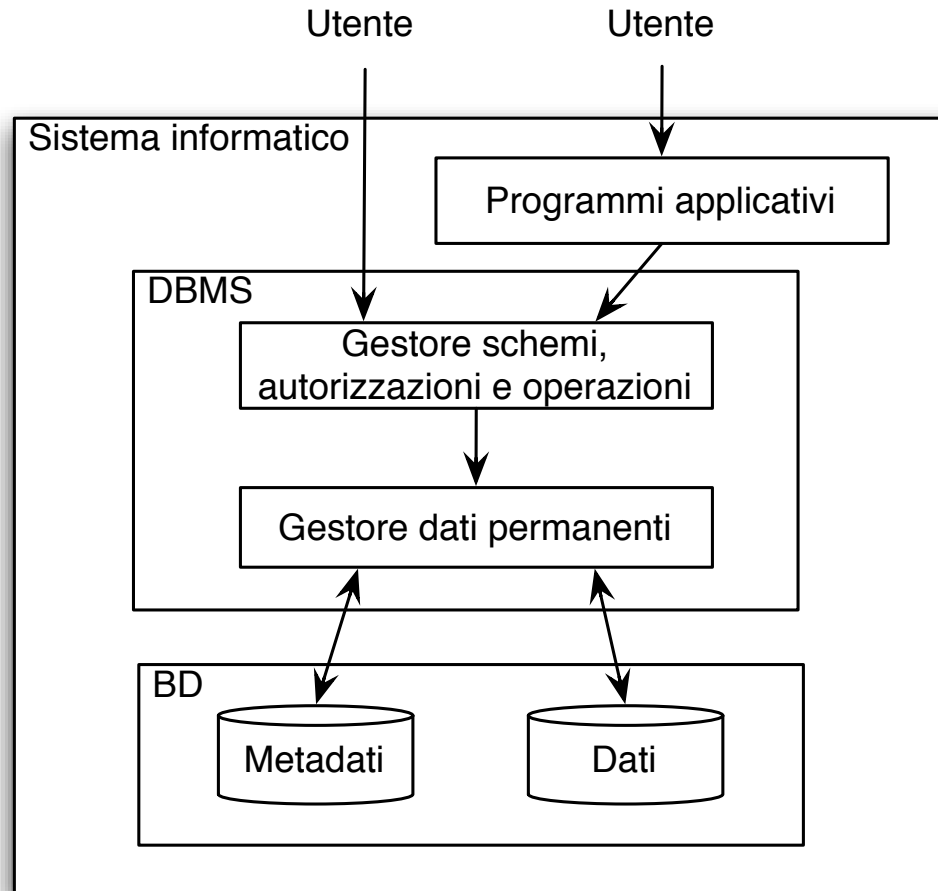 Utente
Utente
Sistema informatico
Programmi applicativi
DBMS
Gestore schemi,
autorizzazioni e operazioni
Gestore dati permanenti
BD
Metadati
Dati